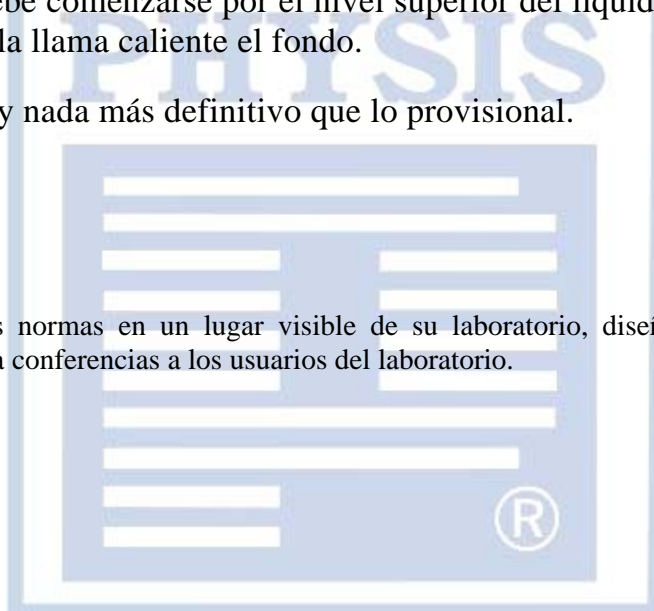 ebe comenzarse por el nivel superior del líquid
la llama caliente el fondo.
PHYSIS
y nada más definitivo que lo provisional.
s normas en un lugar visible de su laboratorio, diseñ
a conferencias a los usuarios del laboratorio.
®